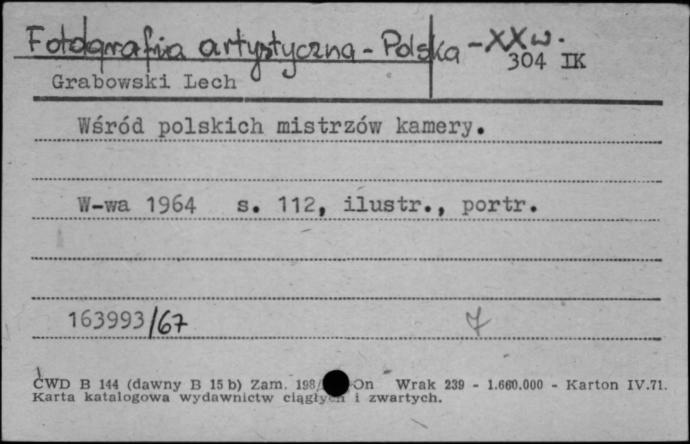 Fotografia artystyczna - Polska - XX w.
304 IK
Grabowski Lech
Wśród polskich mistrzów kamery.
W-wa 1964 s. 112, ilustr., portr.
163993/67 7
CWD B 144 (dawny B 15 b) Zam. 198/ On Wrak 239 - 1.660.000 - Karton IV.71.
Karta katalogowa wydawnictw ciągłych i zwartych.